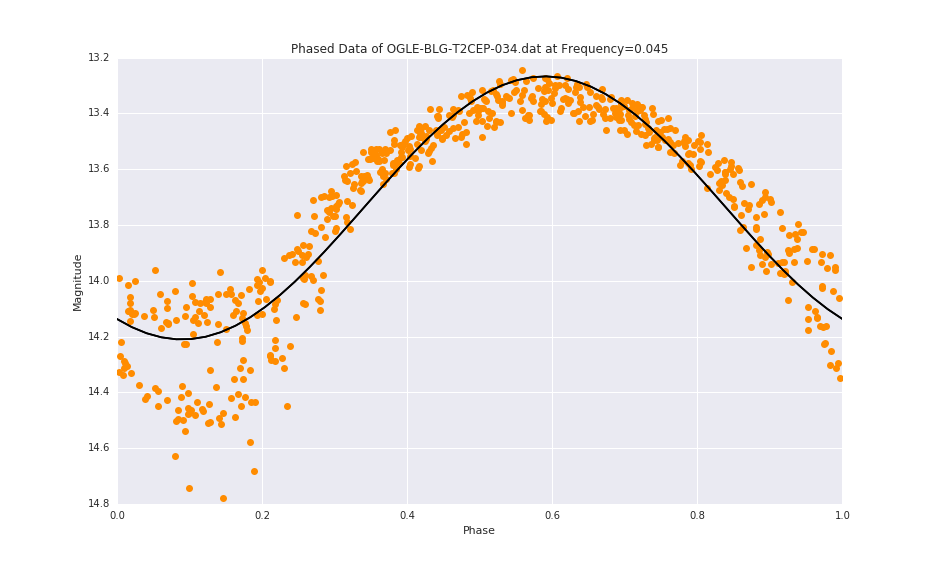 Phased Data of OGLE-BLG-T2CEP-034.dat at Frequency=0.045
13.2
13.4
13.6
13.8
14.0
14.2
14.4
14.6
14.8
Magnitude
0.0 0.2 0.4 0.6 0.8 1.0
Phase